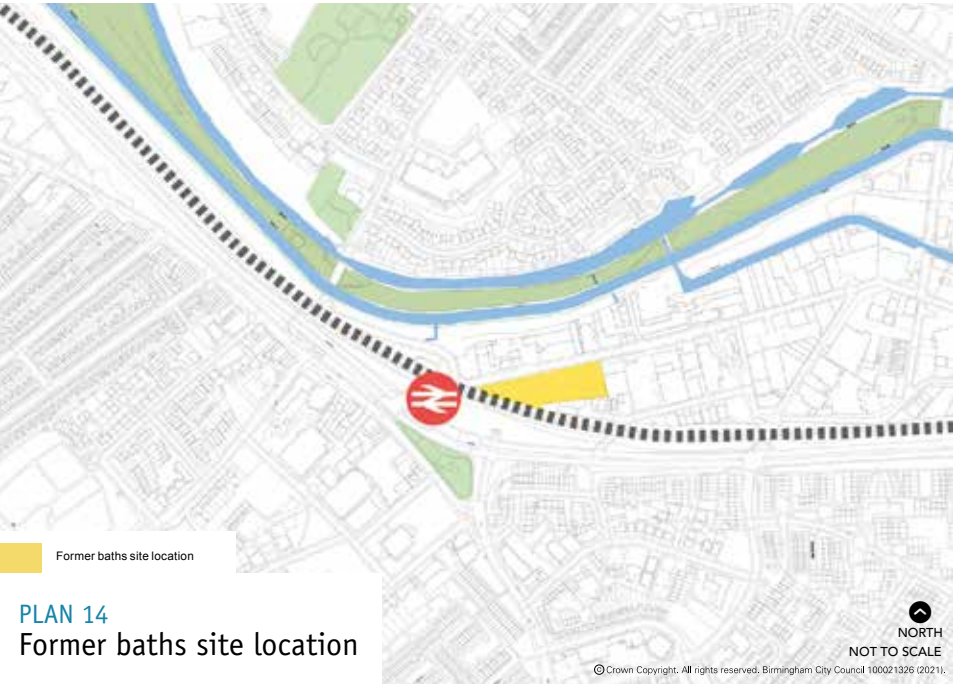 Former baths site location
PLAN 14
Former baths site location
NORTH
NOT TO SCALE
© Crown Copyright. All rights reserved. Birmingham City Council 100021326 (2021).